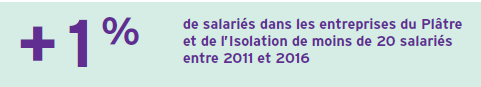 +1%
de salariés dans les entreprises du Plâtre
et de l'Isolation de moins de 20 salariés
entre 2011 et 2016